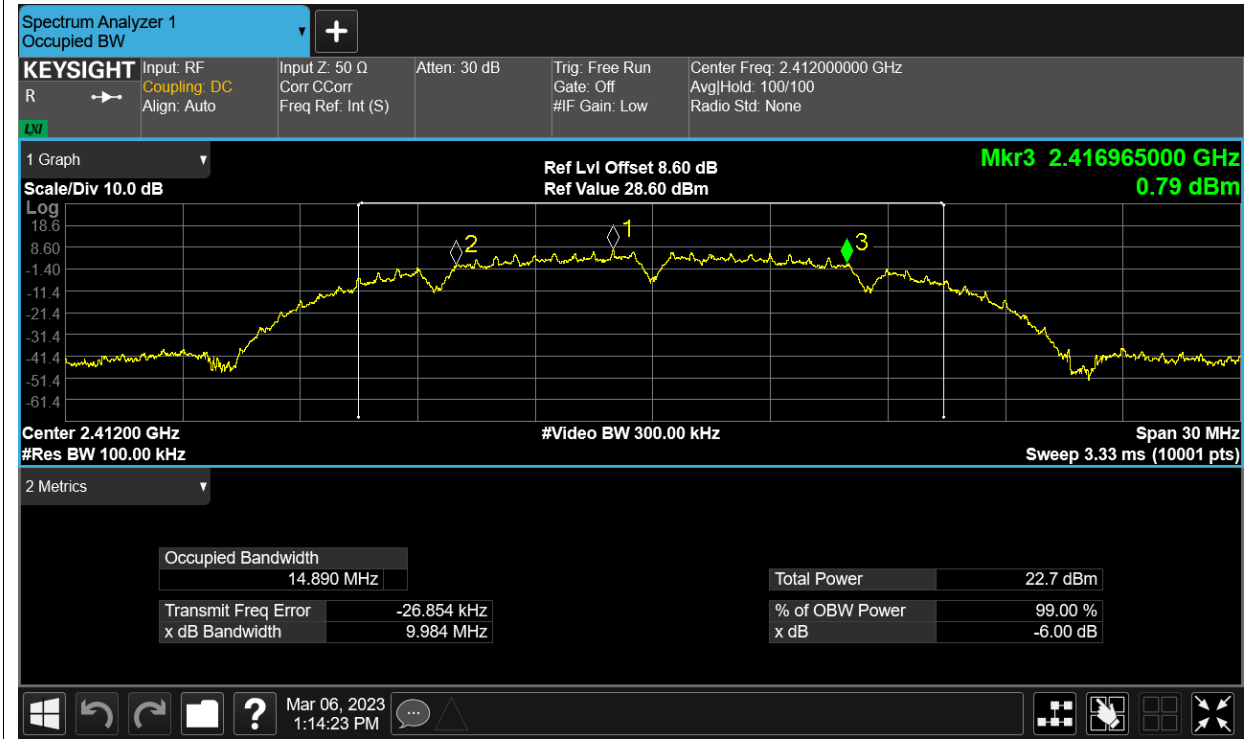 Spectrum Analyzer 1
Occupied BW
KEYSIGHT Input: RF Input Z: 50 Ω Atten: 30 dB Trig: Free Run Center Freq: 2.412000000 GHz
R Coupling: DC Corr CCorr Gate: Off Avg|Hold: 100/100
Align: Auto Freq Ref: Int (S) #IF Gain: Low Radio Std: None
LXI
1 Graph Ref Lvl Offset 8.60 dB Mkr3 2.416965000 GHz
Scale/Div 10.0 dB Ref Value 28.60 dBm 0.79 dBm
Log
18.6
8.60
-1.40
-11.4
-21.4
-31.4
-41.4
-51.4
-61.4
2 1 3
Center 2.41200 GHz #Video BW 300.00 kHz Span 30 MHz
#Res BW 100.00 kHz Sweep 3.33 ms (10001 pts)
2 Metrics
Occupied Bandwidth
14.890 MHz Total Power 22.7 dBm
Transmit Freq Error -26.854 kHz % of OBW Power 99.00 %
x dB Bandwidth 9.984 MHz x dB -6.00 dB
? Mar 06, 2023
1:14:23 PM